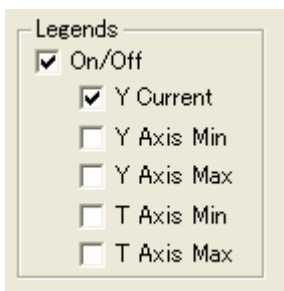 Legends
On/Off
Y Current
Y Axis Min
Y Axis Max
T Axis Min
T Axis Max